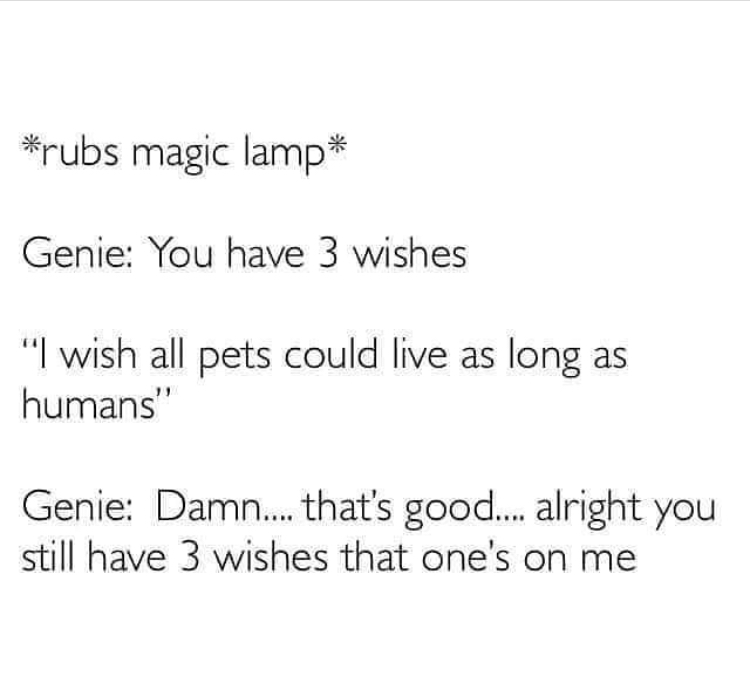 *rubs magic lamp*
Genie: You have 3 wishes
“I wish all pets could live as long as
humans”
Genie:  Damn.... that's good.... alright you
still have 3 wishes that one's on me